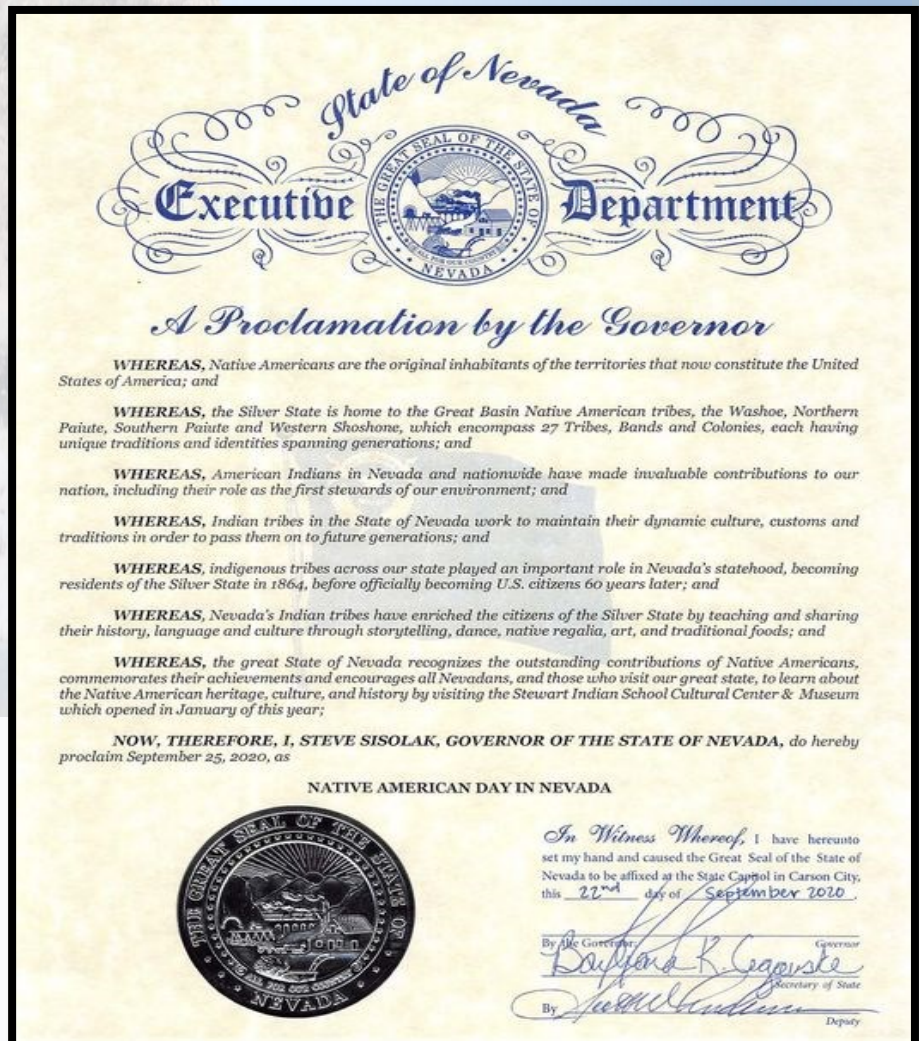 State of Nevada
Executive Department
THE GREAT SEAL OF THE STATE OF NEVADA
ALL FOR OUR COUNTRY
A Proclamation by the Governor
WHEREAS, Native Americans are the original inhabitants of the territories that now constitute the United
States of America; and
WHEREAS, the Silver State is home to the Great Basin Native American tribes, the Washoe, Northern
Paiute, Southern Paiute and Western Shoshone, which encompass 27 Tribes, Bands and Colonies, each having
unique traditions and identities spanning generations; and
WHEREAS, American Indians in Nevada and nationwide have made invaluable contributions to our
nation, including their role as the first stewards of our environment; and
WHEREAS, Indian tribes in the State of Nevada work to maintain their dynamic culture, customs and
traditions in order to pass them on to future generations; and
WHEREAS, indigenous tribes across our state played an important role in Nevada's statehood, becoming
residents of the Silver State in 1864, before officially becoming U.S. citizens 60 years later; and
WHEREAS, Nevada's Indian tribes have enriched the citizens of the Silver State by teaching and sharing
their history, language and culture through storytelling, dance, native regalia, art, and traditional foods; and
WHEREAS, the great State of Nevada recognizes the outstanding contributions of Native Americans,
commemorates their achievements and encourages all Nevadans, and those who visit our great state, to learn about
the Native American heritage, culture, and history by visiting the Stewart Indian School Cultural Center & Museum
which opened in January of this year;
NOW, THEREFORE, I, STEVE SISOLAK, GOVERNOR OF THE STATE OF NEVADA, do hereby
proclaim September 25, 2020, as
NATIVE AMERICAN DAY IN NEVADA
THE GREAT SEAL OF THE STATE OF NEVADA
ALL FOR OUR COUNTRY
In Witness Whereof, I have hereunto
set my hand and caused the Great Seal of the State of
Nevada to be affixed at the State Capitol in Carson City,
this 22nd day of September 2020.
Governor
By the Governor:
Barbara K. Cegavske
Secretary of State
By
Deputy